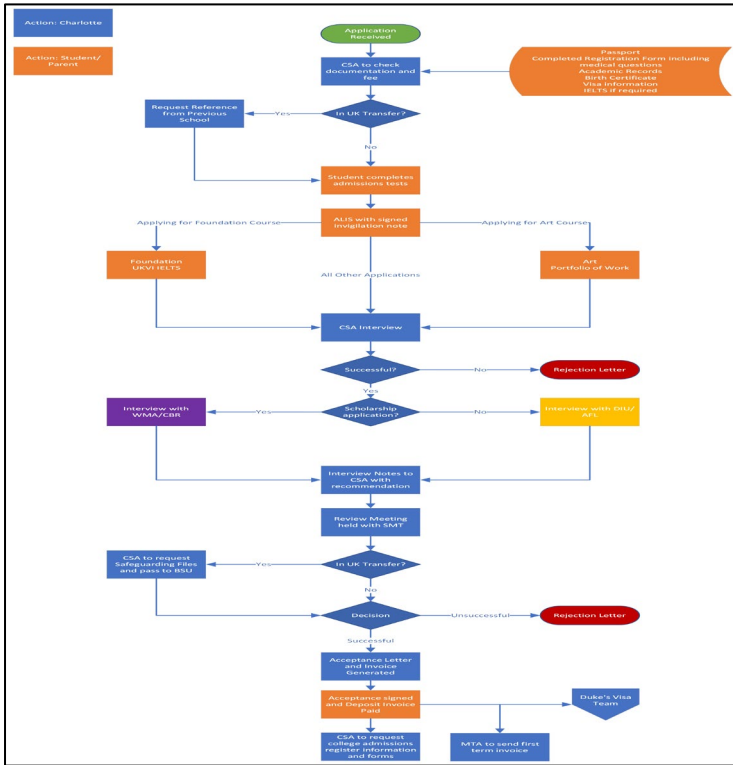 Action: Charlotte
Action: Student/
Parent
Application
Received
CSA to check
documentation and
fee
Passport
Completed Registration Form including
medical questions
Academic Records
Birth Certificate
Visa information
IELTS if required
Request Reference
from Previous
School
Yes
In UK Transfer?
No
Student completes
admissions tests
Applying for Foundation Course
ALIS with signed
Invigilation note
Applying for Art Course
Foundation
UKVI IELTS
All Other Applications
Art
Portfolio of Work
CSA Interview
Successful?
No
Rejection Letter
Yes
Interview with
WMA/CBR
Yes
Scholarship
application?
No
Interview with DIU/
AFL
Interview Notes to
CSA with
recommendation
Review Meeting
held with SMT
CSA to request
Safeguarding Files
and pass to BSU
Yes
In UK Transfer?
No
Decision
Unsuccessful
Rejection Letter
Successful
Acceptance Letter
and Invoice
Generated
Acceptance signed
and Deposit Invoice
Paid
Duke's Visa
Team
CSA to request
college admissions
register information
and forms
MTA to send first
term invoice